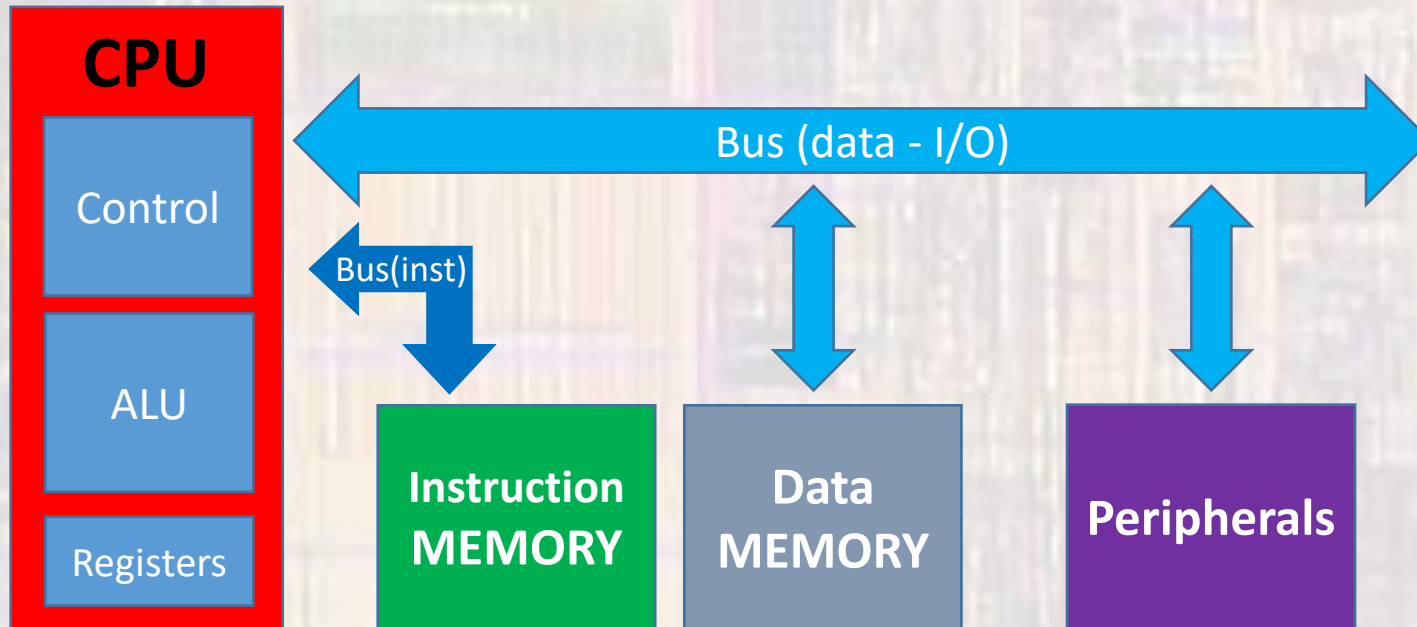 CPU
Control
ALU
Registers
Bus (data - I/O)
Bus(inst)
Instruction
MEMORY
Data
MEMORY
Peripherals